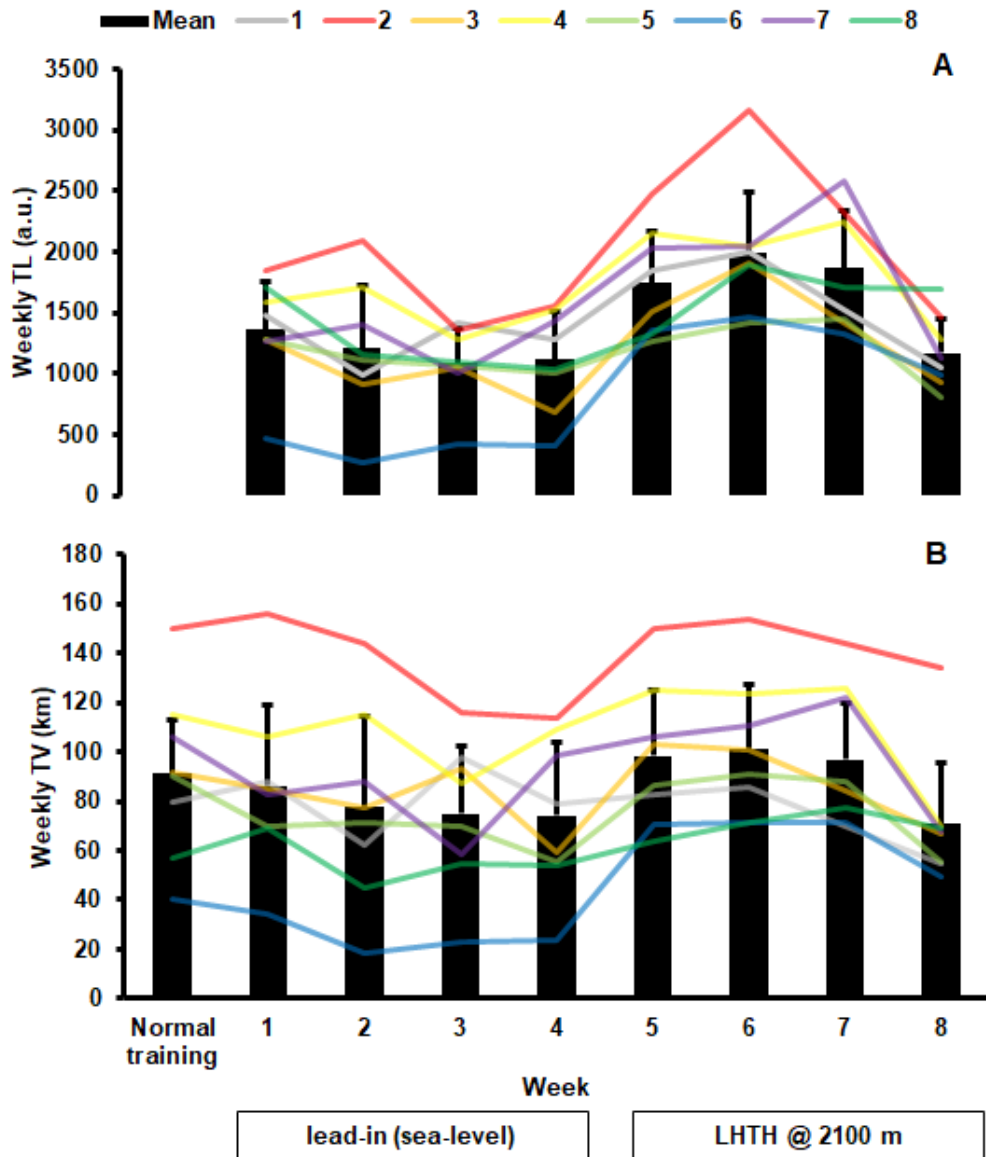 Mean 1 2 3 4 5 6 7 8
A
Weekly TL (a.u.)
3500
3000
2500
2000
1500
1000
500
0
B
Weekly TV (km)
180
160
140
120
100
80
60
40
20
0
Normal training 1 2 3 4 5 6 7 8
Week
lead-in (sea-level) LHTH @ 2100 m